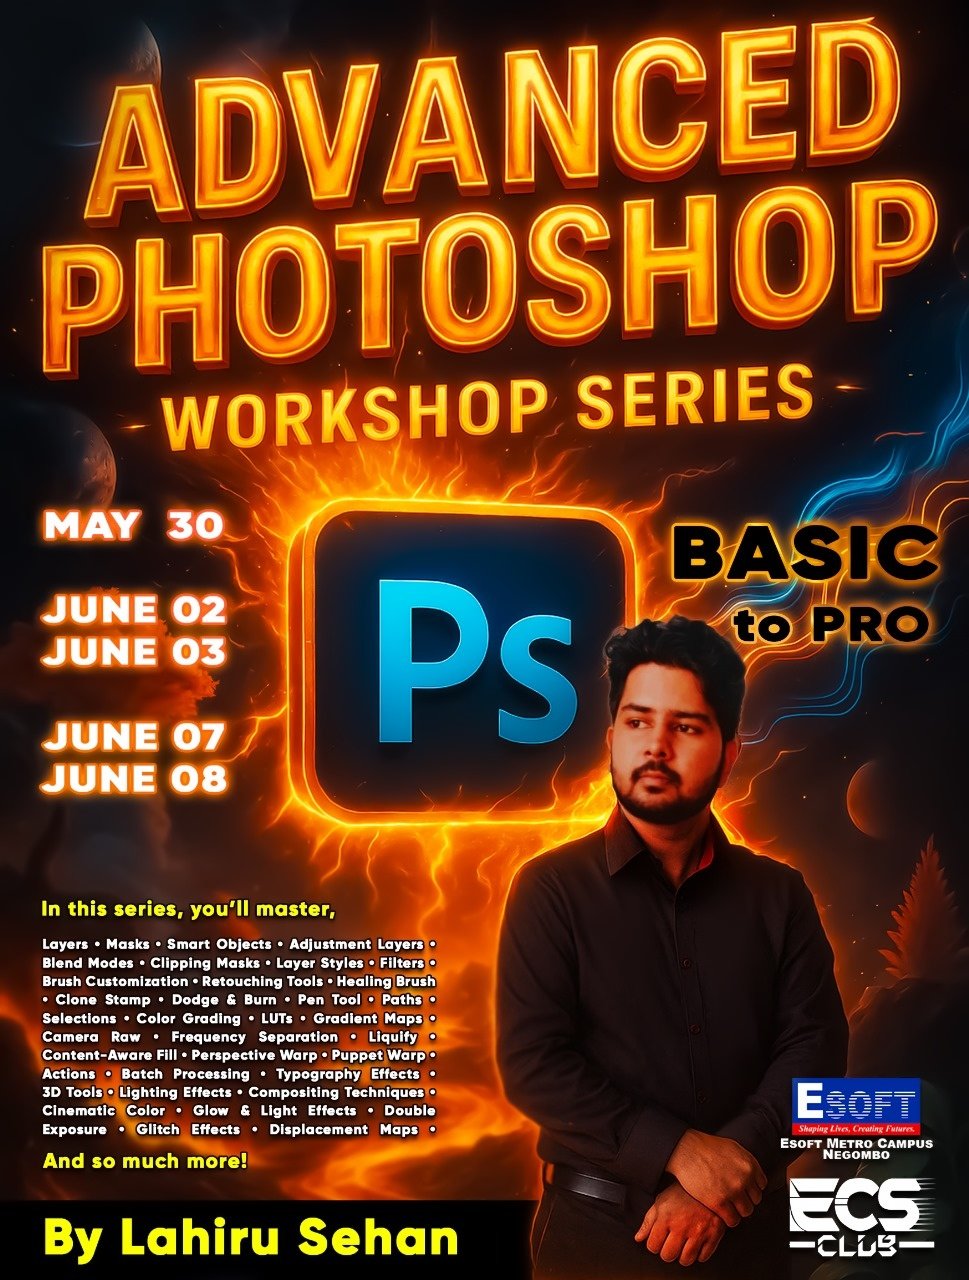 ADVANCED
PHOTOSHOP
WORKSHOP SERIES
MAY 30
JUNE 02
JUNE 03
JUNE 07
JUNE 08
Ps
BASIC
to PRO
In this series, you'll master,
Layers • Masks • Smart Objects • Adjustment Layers •
Blend Modes • Clipping Masks • Layer Styles • Filters •
Brush Customization • Retouching Tools • Healing Brush
• Clone Stamp • Dodge & Burn • Pen Tool • Paths •
Selections • Color Grading • LUTs • Gradient Maps •
Camera Raw • Frequency Separation • Liquify •
Content-Aware Fill • Perspective Warp • Puppet Warp •
Actions • Batch Processing • Typography Effects •
3D Tools • Lighting Effects • Compositing Techniques •
Cinematic Color • Glow & Light Effects • Double
Exposure • Glitch Effects • Displacement Maps •
And so much more!
By Lahiru Sehan
ESOFT
Shaping Lives, Creating Futures.
ESOFT METRO CAMPUS
NEGOMBO
ECS
CLUB